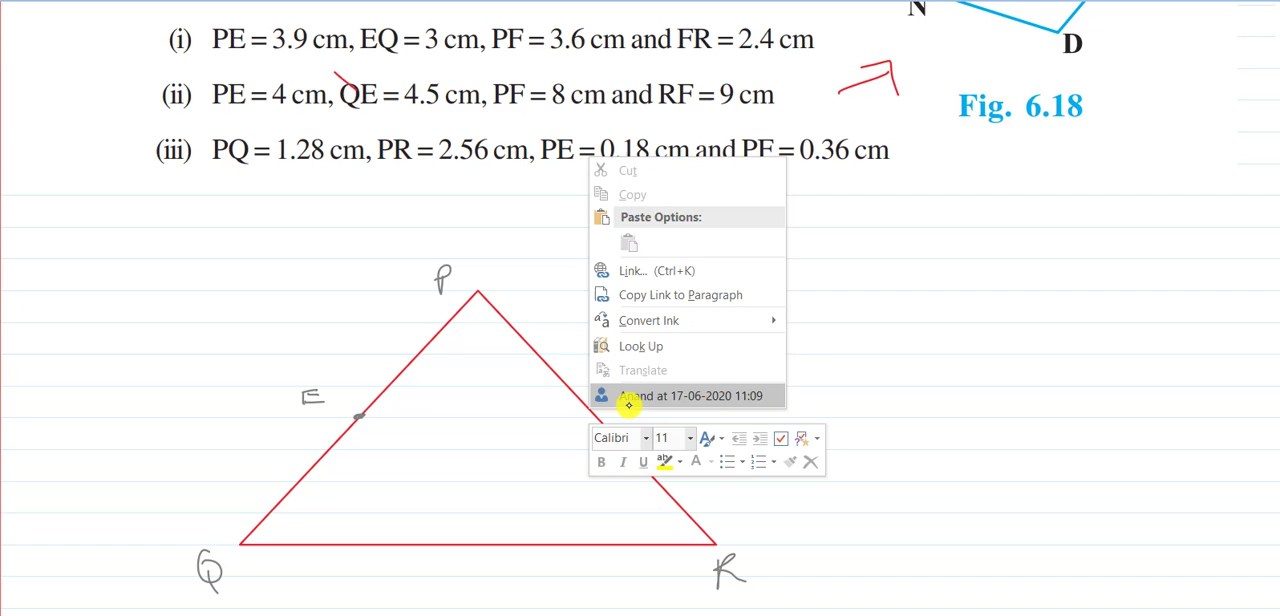 N
(i) PE = 3.9 cm, EQ = 3 cm, PF = 3.6 cm and FR = 2.4 cm
D
(ii) PE = 4 cm, QE = 4.5 cm, PF = 8 cm and RF = 9 cm
Fig. 6.18
(iii) PQ = 1.28 cm, PR = 2.56 cm, PE = 0.18 cm and PF = 0.36 cm
Cut
Copy
Paste Options:
Link... (Ctrl+K)
Copy Link to Paragraph
Convert Ink
Look Up
Translate
Anand at 17-06-2020 11:09
Calibri 11
B I U ab A
P
E
Q
R